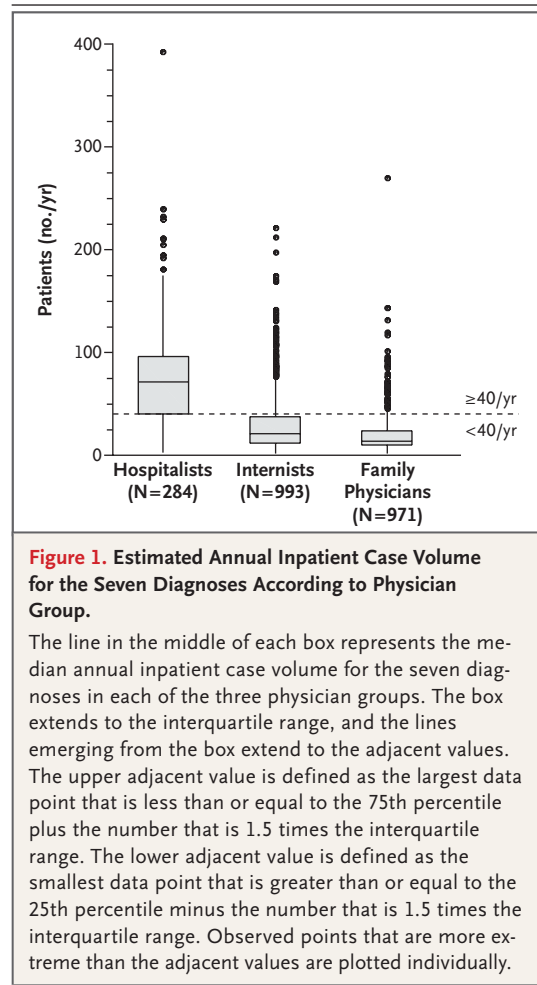 400
300
200
100
0
Patients (no./yr)
≥40/yr
<40/yr
Hospitalists
(N=284)
Internists
(N=993)
Family
Physicians
(N=971)
Figure 1. Estimated Annual Inpatient Case Volume
for the Seven Diagnoses According to Physician
Group.
The line in the middle of each box represents the me-
dian annual inpatient case volume for the seven diag-
noses in each of the three physician groups. The box
extends to the interquartile range, and the lines
emerging from the box extend to the adjacent values.
The upper adjacent value is defined as the largest data
point that is less than or equal to the 75th percentile
plus the number that is 1.5 times the interquartile
range. The lower adjacent value is defined as the
smallest data point that is greater than or equal to the
25th percentile minus the number that is 1.5 times the
interquartile range. Observed points that are more ex-
treme than the adjacent values are plotted individually.